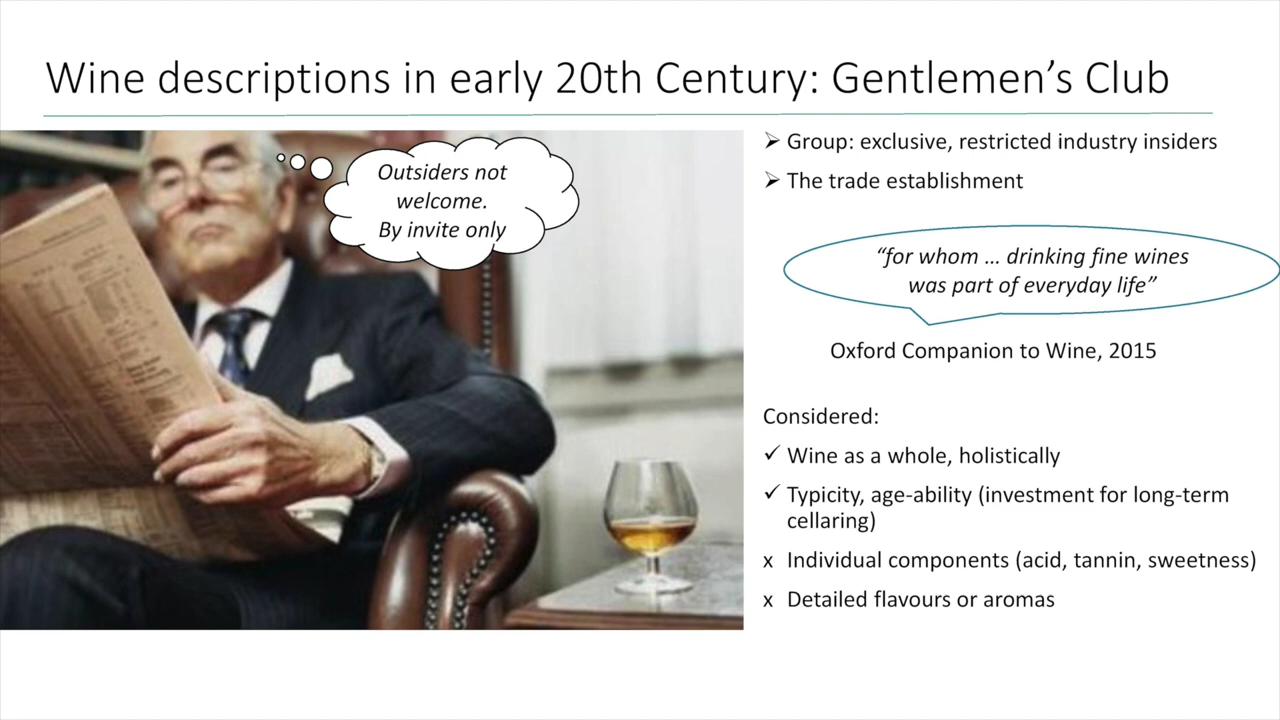 Wine descriptions in early 20th Century: Gentlemen’s Club
Outsiders not
welcome.
By invite only
➢ Group: exclusive, restricted industry insiders
➢ The trade establishment
“for whom … drinking fine wines
was part of everyday life”
Oxford Companion to Wine, 2015
Considered:
✓ Wine as a whole, holistically
✓ Typicity, age-ability (investment for long-term
cellaring)
x Individual components (acid, tannin, sweetness)
x Detailed flavours or aromas